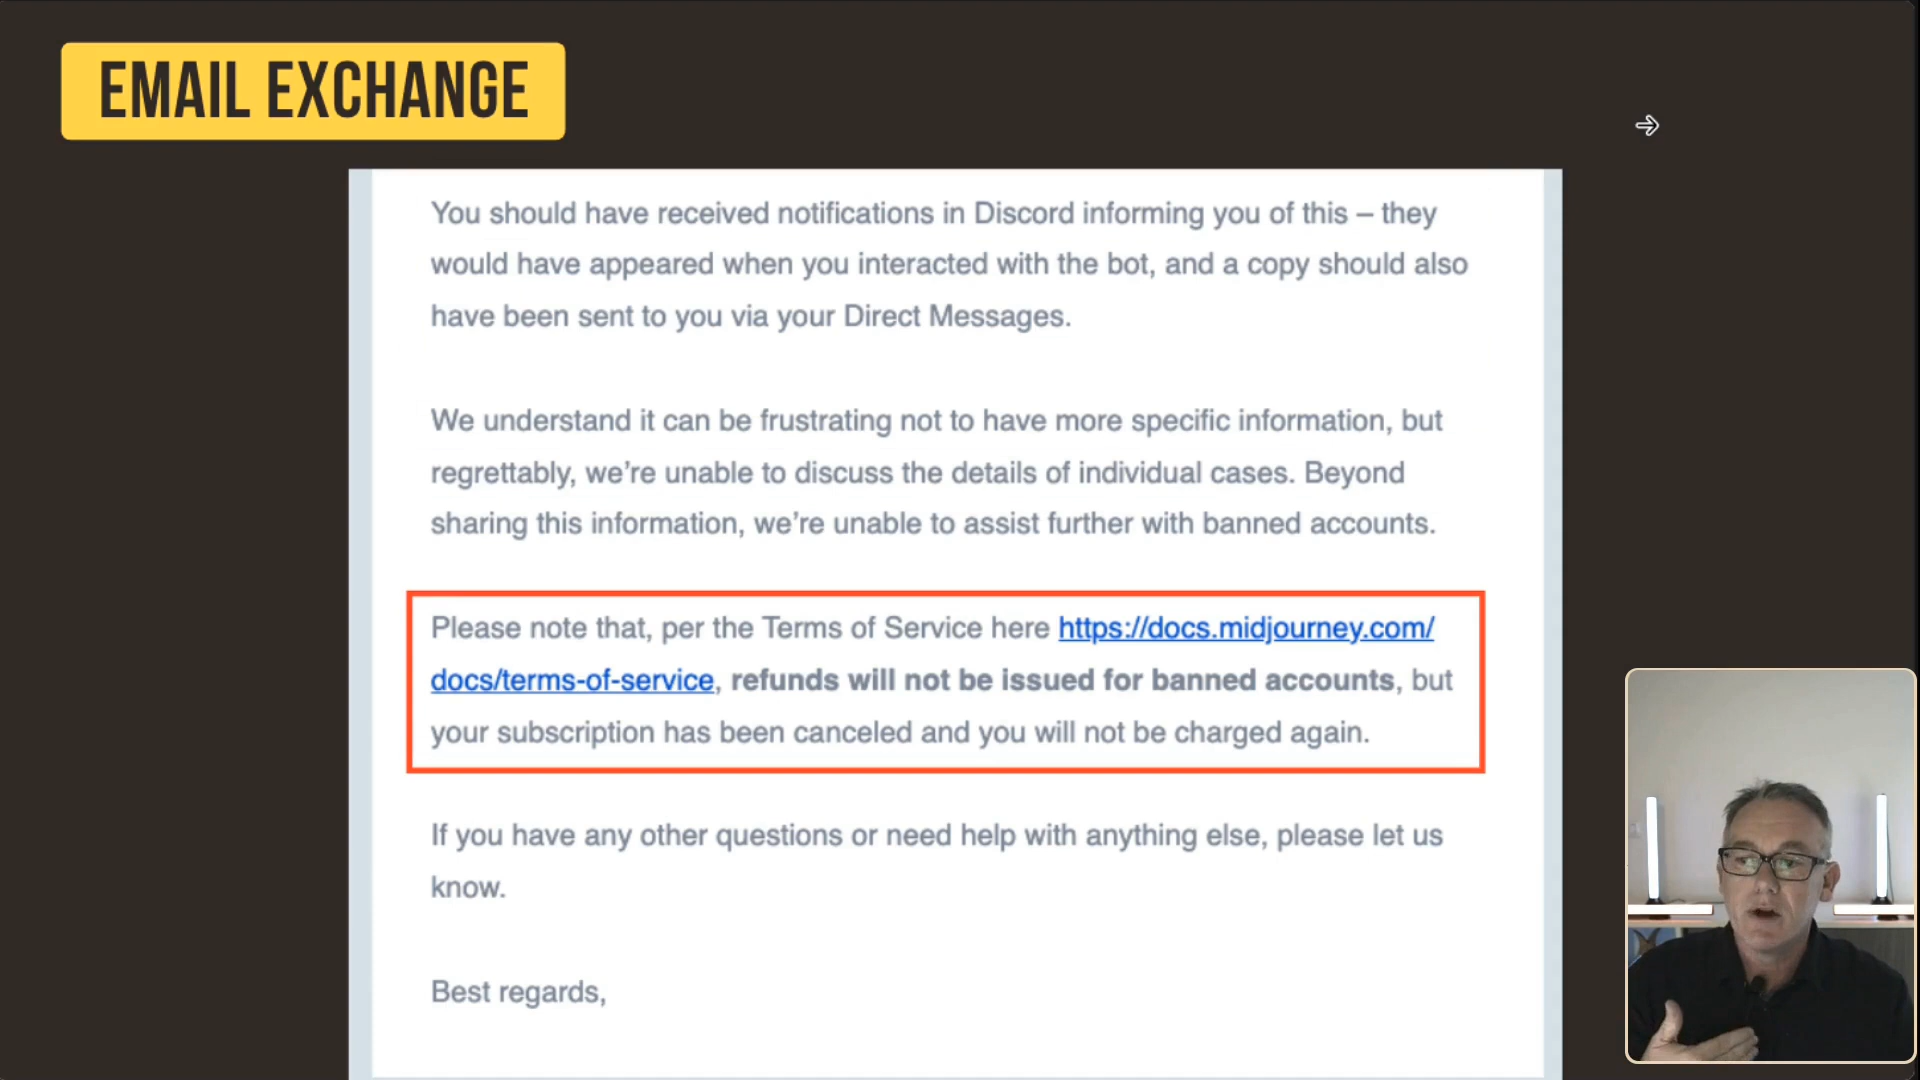 EMAIL EXCHANGE
You should have received notifications in Discord informing you of this – they
would have appeared when you interacted with the bot, and a copy should also
have been sent to you via your Direct Messages.
We understand it can be frustrating not to have more specific information, but
regrettably, we’re unable to discuss the details of individual cases. Beyond
sharing this information, we’re unable to assist further with banned accounts.
Please note that, per the Terms of Service here https://docs.midjourney.com/
docs/terms-of-service, refunds will not be issued for banned accounts, but
your subscription has been canceled and you will not be charged again.
If you have any other questions or need help with anything else, please let us
know.
Best regards,